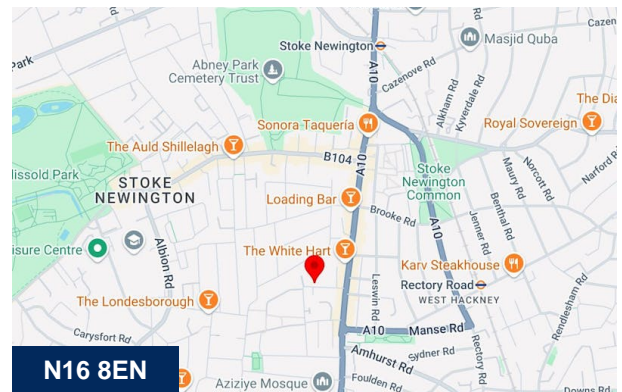 Park
Abney Park
Cemetery Trust
Stoke Newington
A10
Masjid Quba
Cazenove Rd
Cazen
Alkham Rd
Kyverdale Rd
The Dia
Royal Sovereign
Sonora Taqueria
The Auld Shillelagh
B104
A10
Stoke
Newington
Common
Maury Rd
Norcott Rd
Narford Rd
Benthal Rd
Jenner Rd
lissold Park
STOKE
NEWINGTON
Loading Bar
Brooke Rd
A10
isure Centre
Albion Rd
The White Hart
Leswin Rd
Karv Steakhouse
Rectory Road
WEST HACKNEY
Rendlesham Rd
The Londesborough
Carysfort Rd
A10
Manse Rd
Sydner Rd
Rectory Rd
Amhurst Rd
Foulden Rd
Downs Rd
Aziziye Mosque
N16 8EN